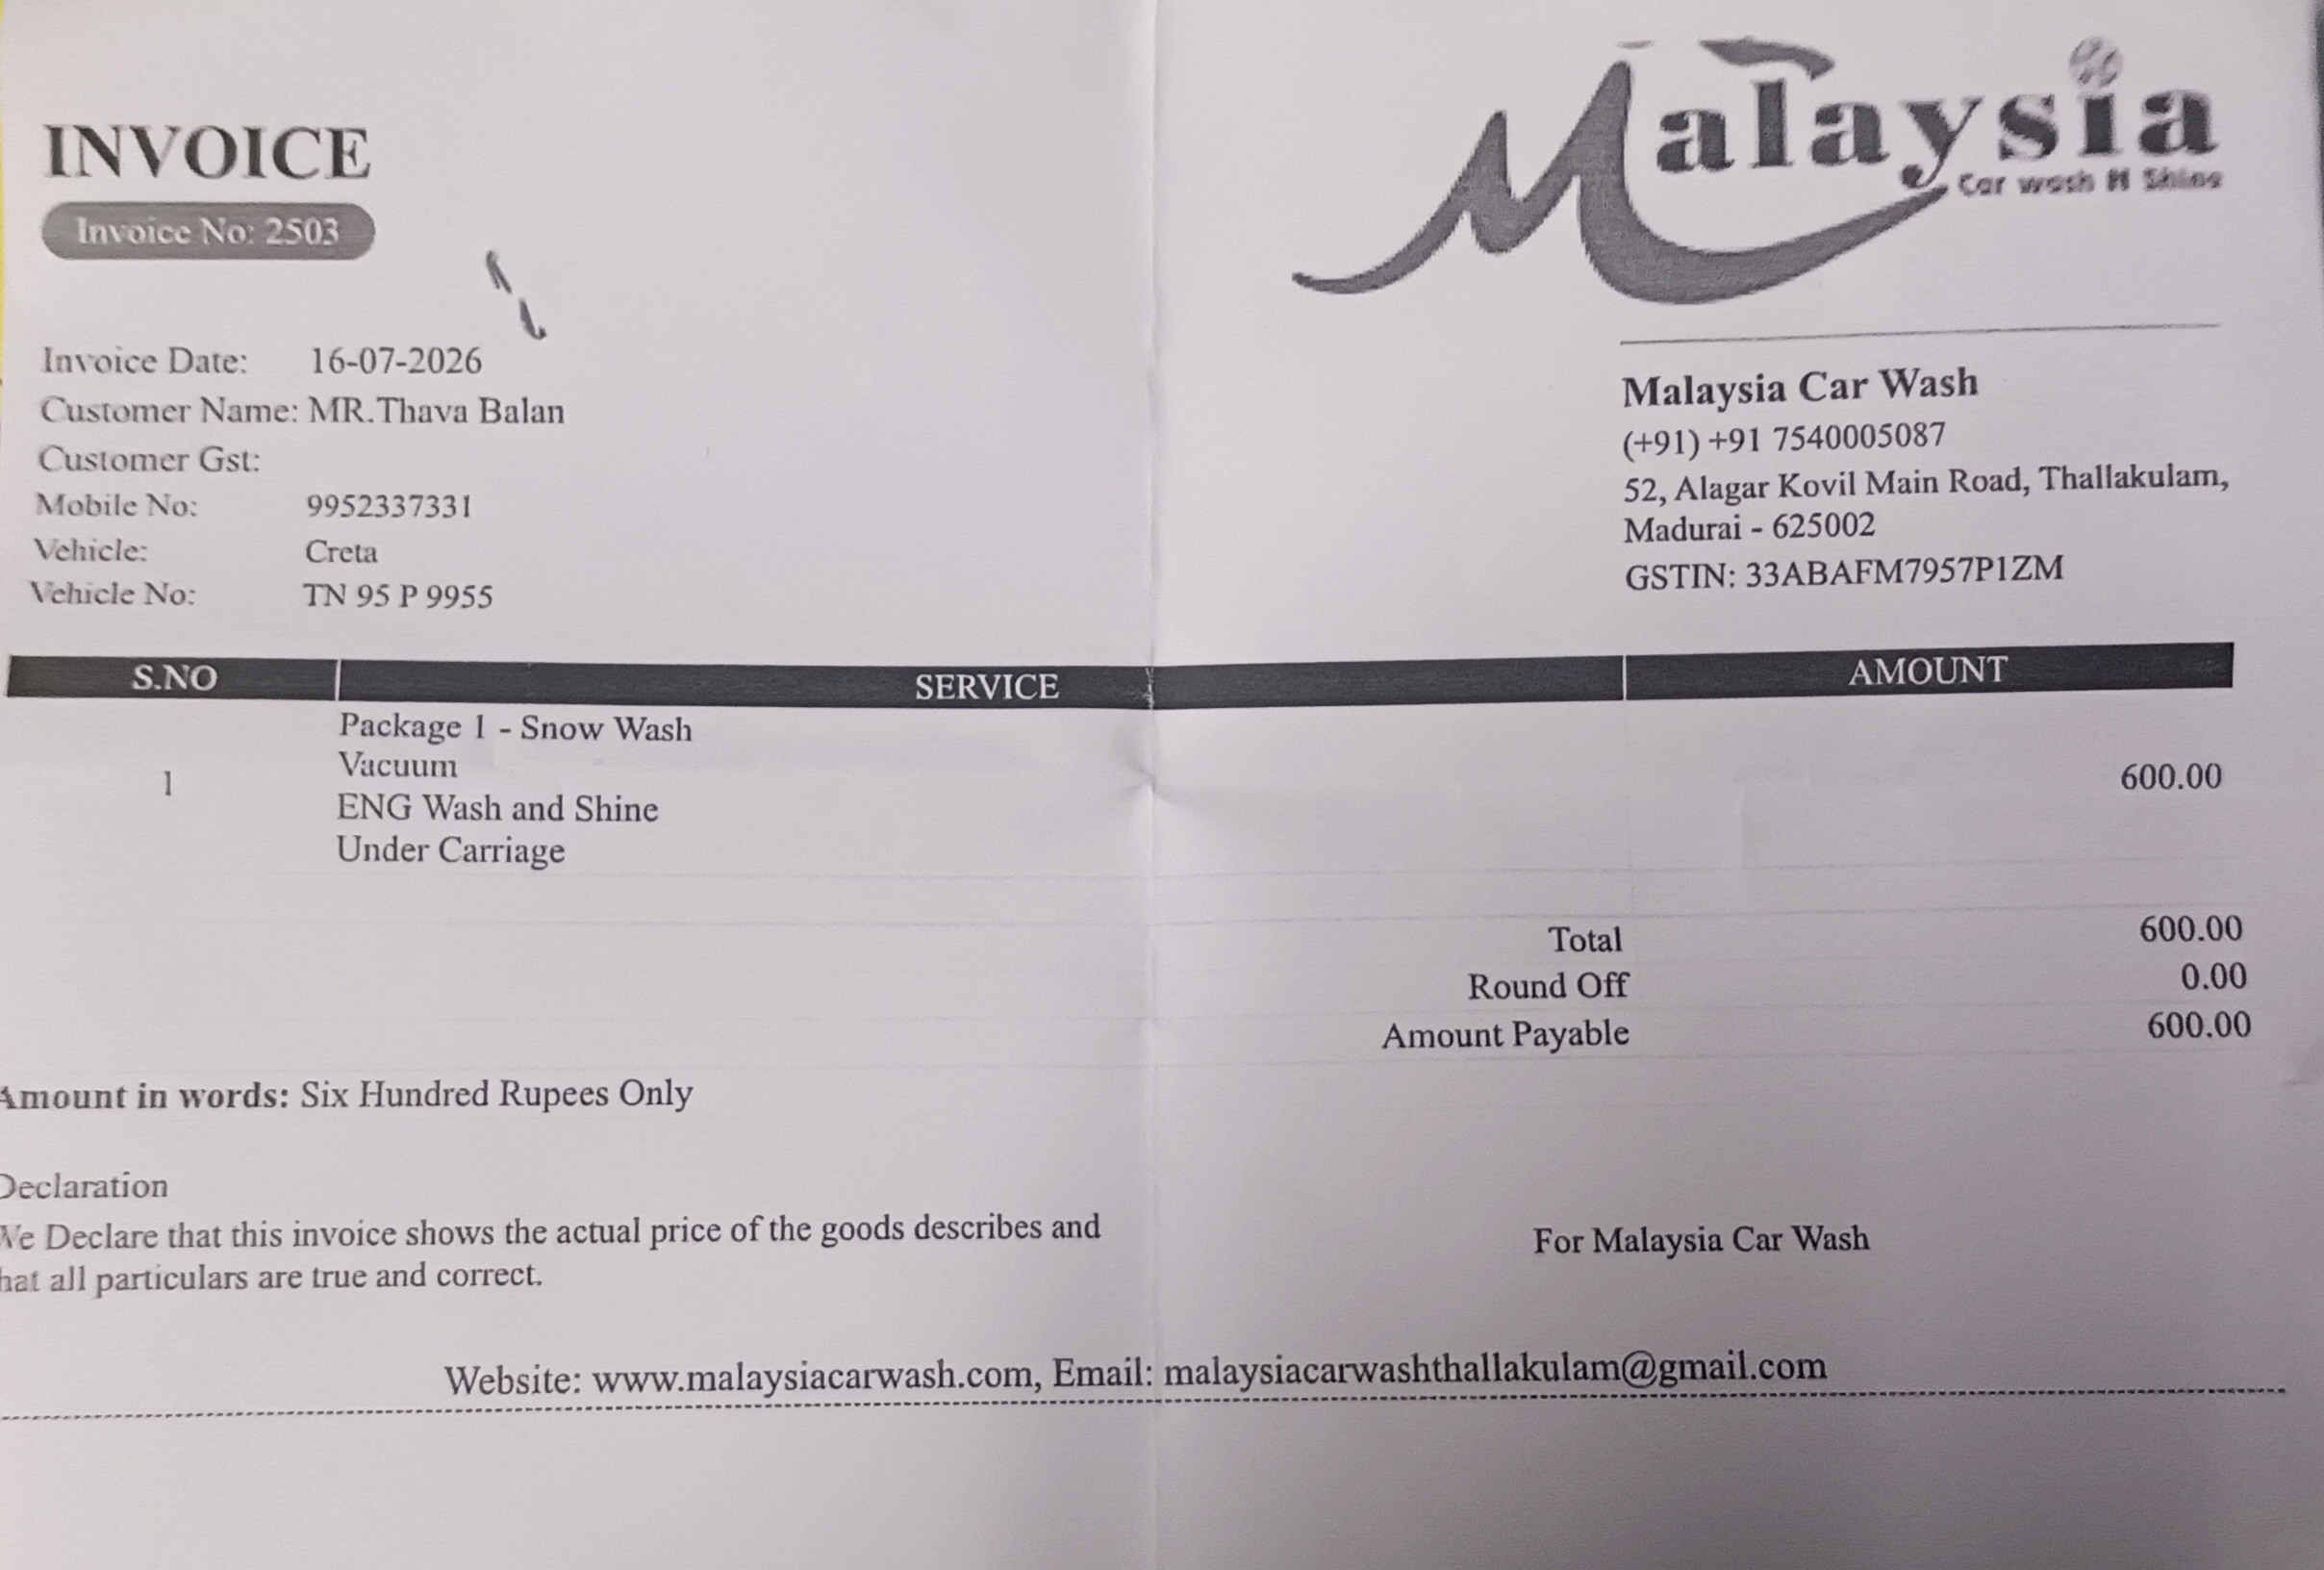 INVOICE
Invoice No: 2503
Malaysia
Car wash N Shine
Invoice Date: 16-07-2026
Customer Name: MR.Thava Balan
Customer Gst:
Mobile No: 9952337331
Vehicle: Creta
Vehicle No: TN 95 P 9955
Malaysia Car Wash
(+91) +91 7540005087
52, Alagar Kovil Main Road, Thallakulam,
Madurai - 625002
GSTIN: 33ABAFM7957P1ZM
S.NO SERVICE AMOUNT
Package 1 - Snow Wash
Vacuum
1 600.00
ENG Wash and Shine
Under Carriage
Total 600.00
Round Off 0.00
Amount Payable 600.00
Amount in words: Six Hundred Rupees Only
Declaration
We Declare that this invoice shows the actual price of the goods describes and
hat all particulars are true and correct.
For Malaysia Car Wash
Website: www.malaysiacarwash.com, Email: malaysiacarwashthallakulam@gmail.com